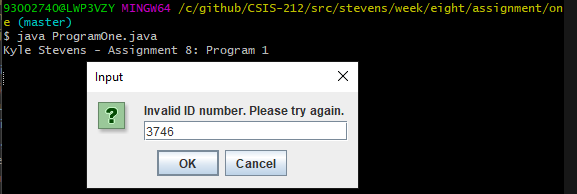 93002740@LWP3VZY MINGW64 /c/github/CSIS-212/src/stevens/week/eight/assignment/on
e (master)
$ java ProgramOne.java
Kyle Stevens - Assignment 8: Program 1
Input
Invalid ID number. Please try again.
3746
OK Cancel